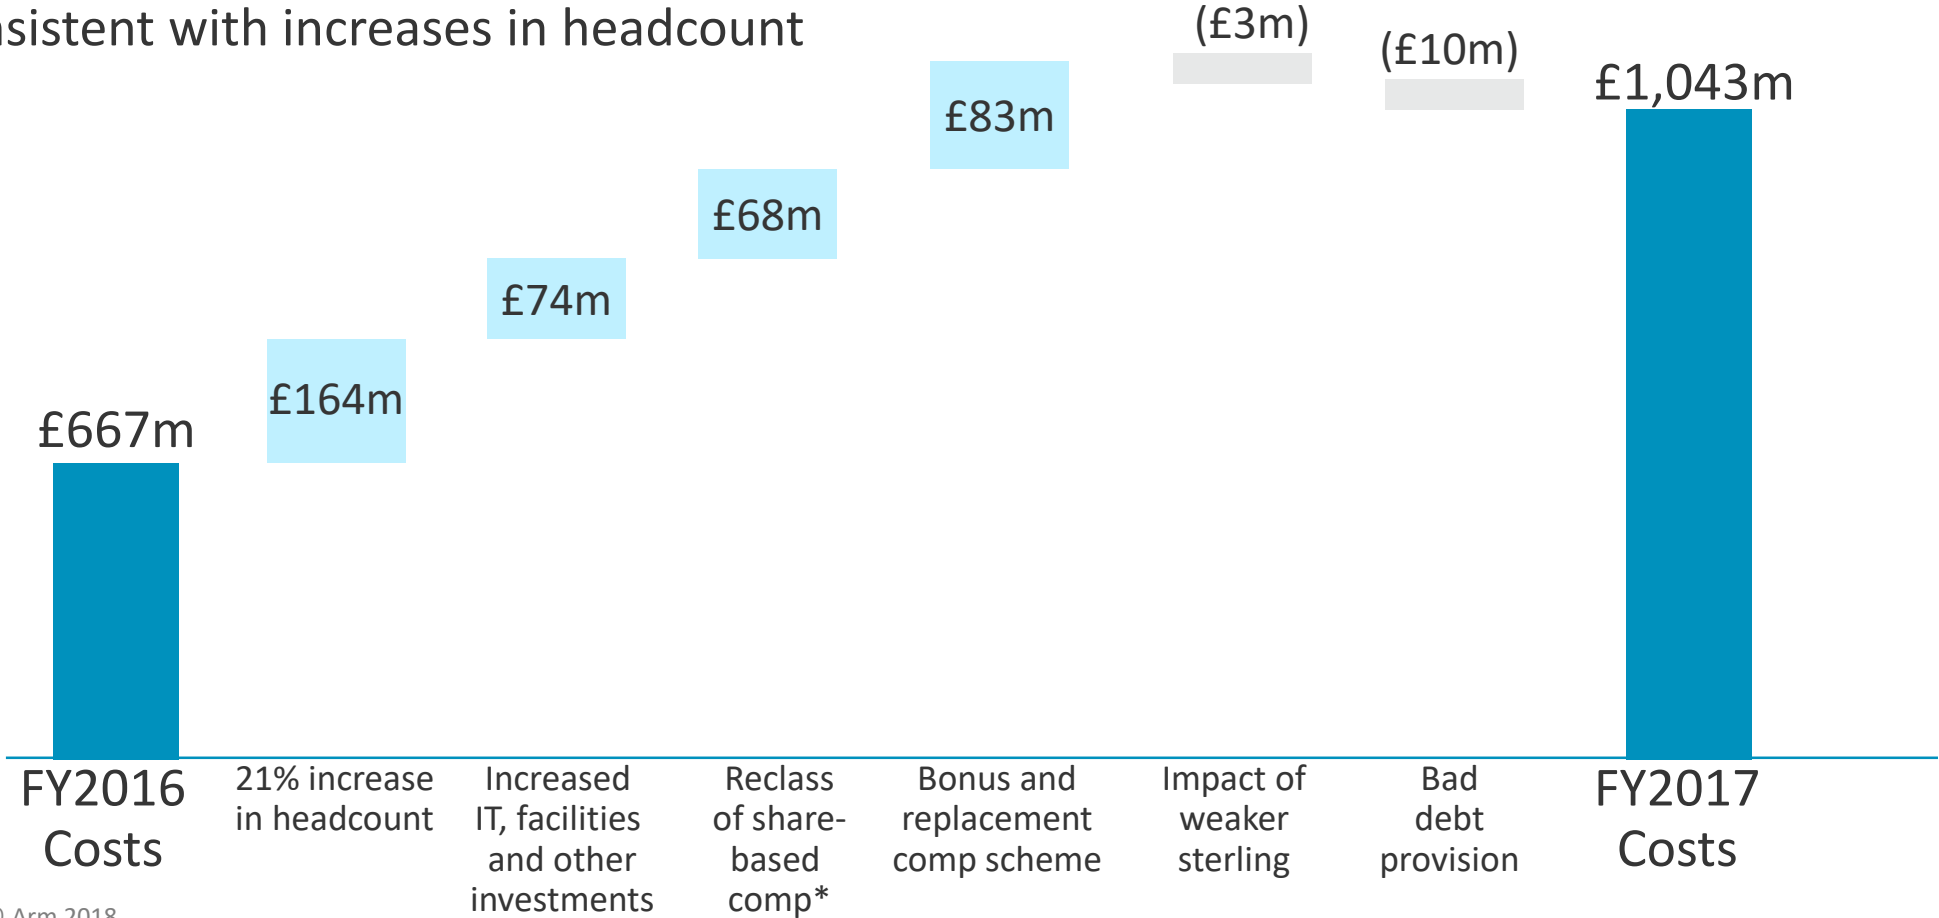 with increases in headcount
(£3m)
(£10m)
£1,043m
£83m
£68m
£74m
£164m
£667m
FY2016
Costs
21% increase
in headcount
Increased
IT, facilities
and other
investments
Reclass
of share-
based
comp*
Bonus and
replacement
comp scheme
Impact of
weaker
sterling
Bad
debt
provision
FY2017
Costs
Arm 2018